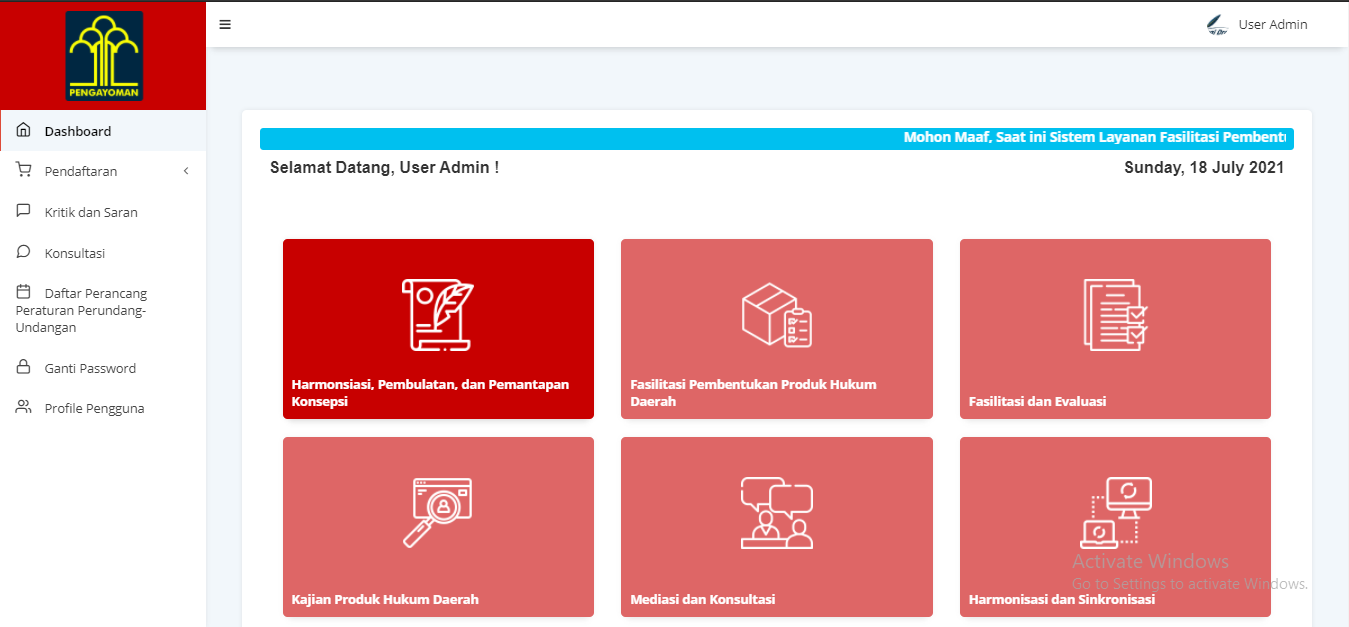 PENGAYOMAN
User Admin
Dashboard
Pendaftaran
Kritik dan Saran
Konsultasi
Daftar Perancang
Peraturan Perundang-
Undangan
Ganti Password
Profile Pengguna
Mohon Maaf, Saat ini Sistem Layanan Fasilitasi Pembentu
Selamat Datang, User Admin !
Sunday, 18 July 2021
Harmonsiasi, Pembulatan, dan Pemantapan
Konsepsi
Fasilitasi Pembentukan Produk Hukum
Daerah
Fasilitasi dan Evaluasi
Kajian Produk Hukum Daerah
Mediasi dan Konsultasi
Harmonisasi dan Sinkronisasi
Activate Windows
Go to Settings to activate Windows.